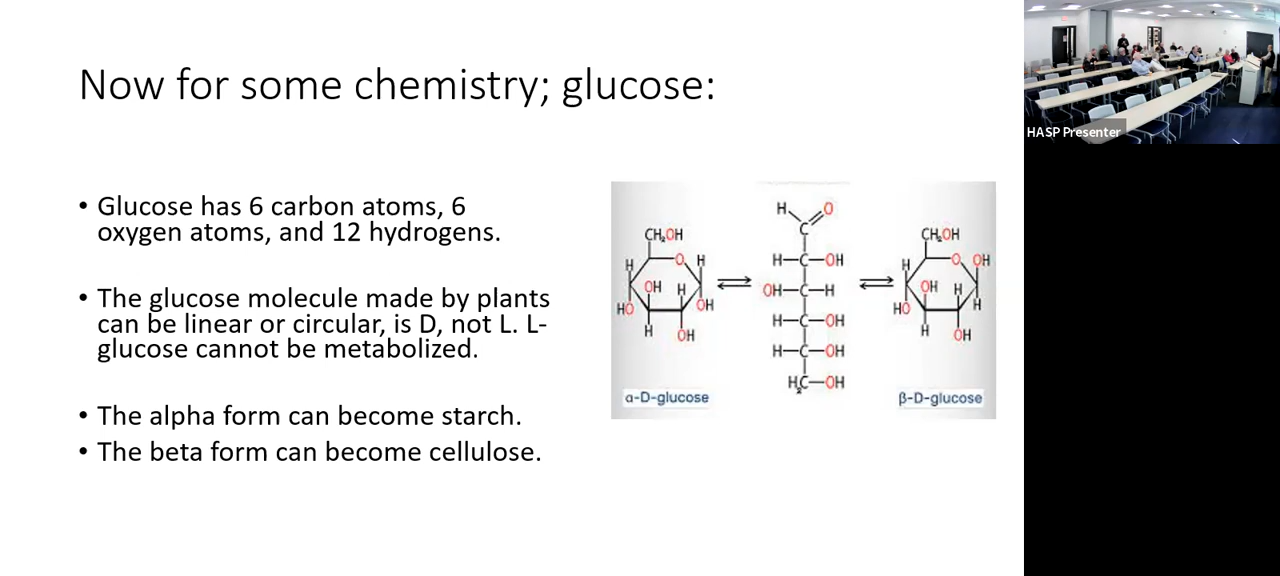 Now for some chemistry; glucose:
• Glucose has 6 carbon atoms, 6
oxygen atoms, and 12 hydrogens.
• The glucose molecule made by plants
can be linear or circular, is D, not L. L-
glucose cannot be metabolized.
• The alpha form can become starch.
• The beta form can become cellulose.
CH₂OH
H O H
OH H
HO OH
H OH
α-D-glucose
H O
C
H—C—OH
OH—C—H
H—C—OH
H—C—OH
H₂C—OH
CH₂OH
H O OH
OH H
HO H
H OH
β-D-glucose
HASP Presenter